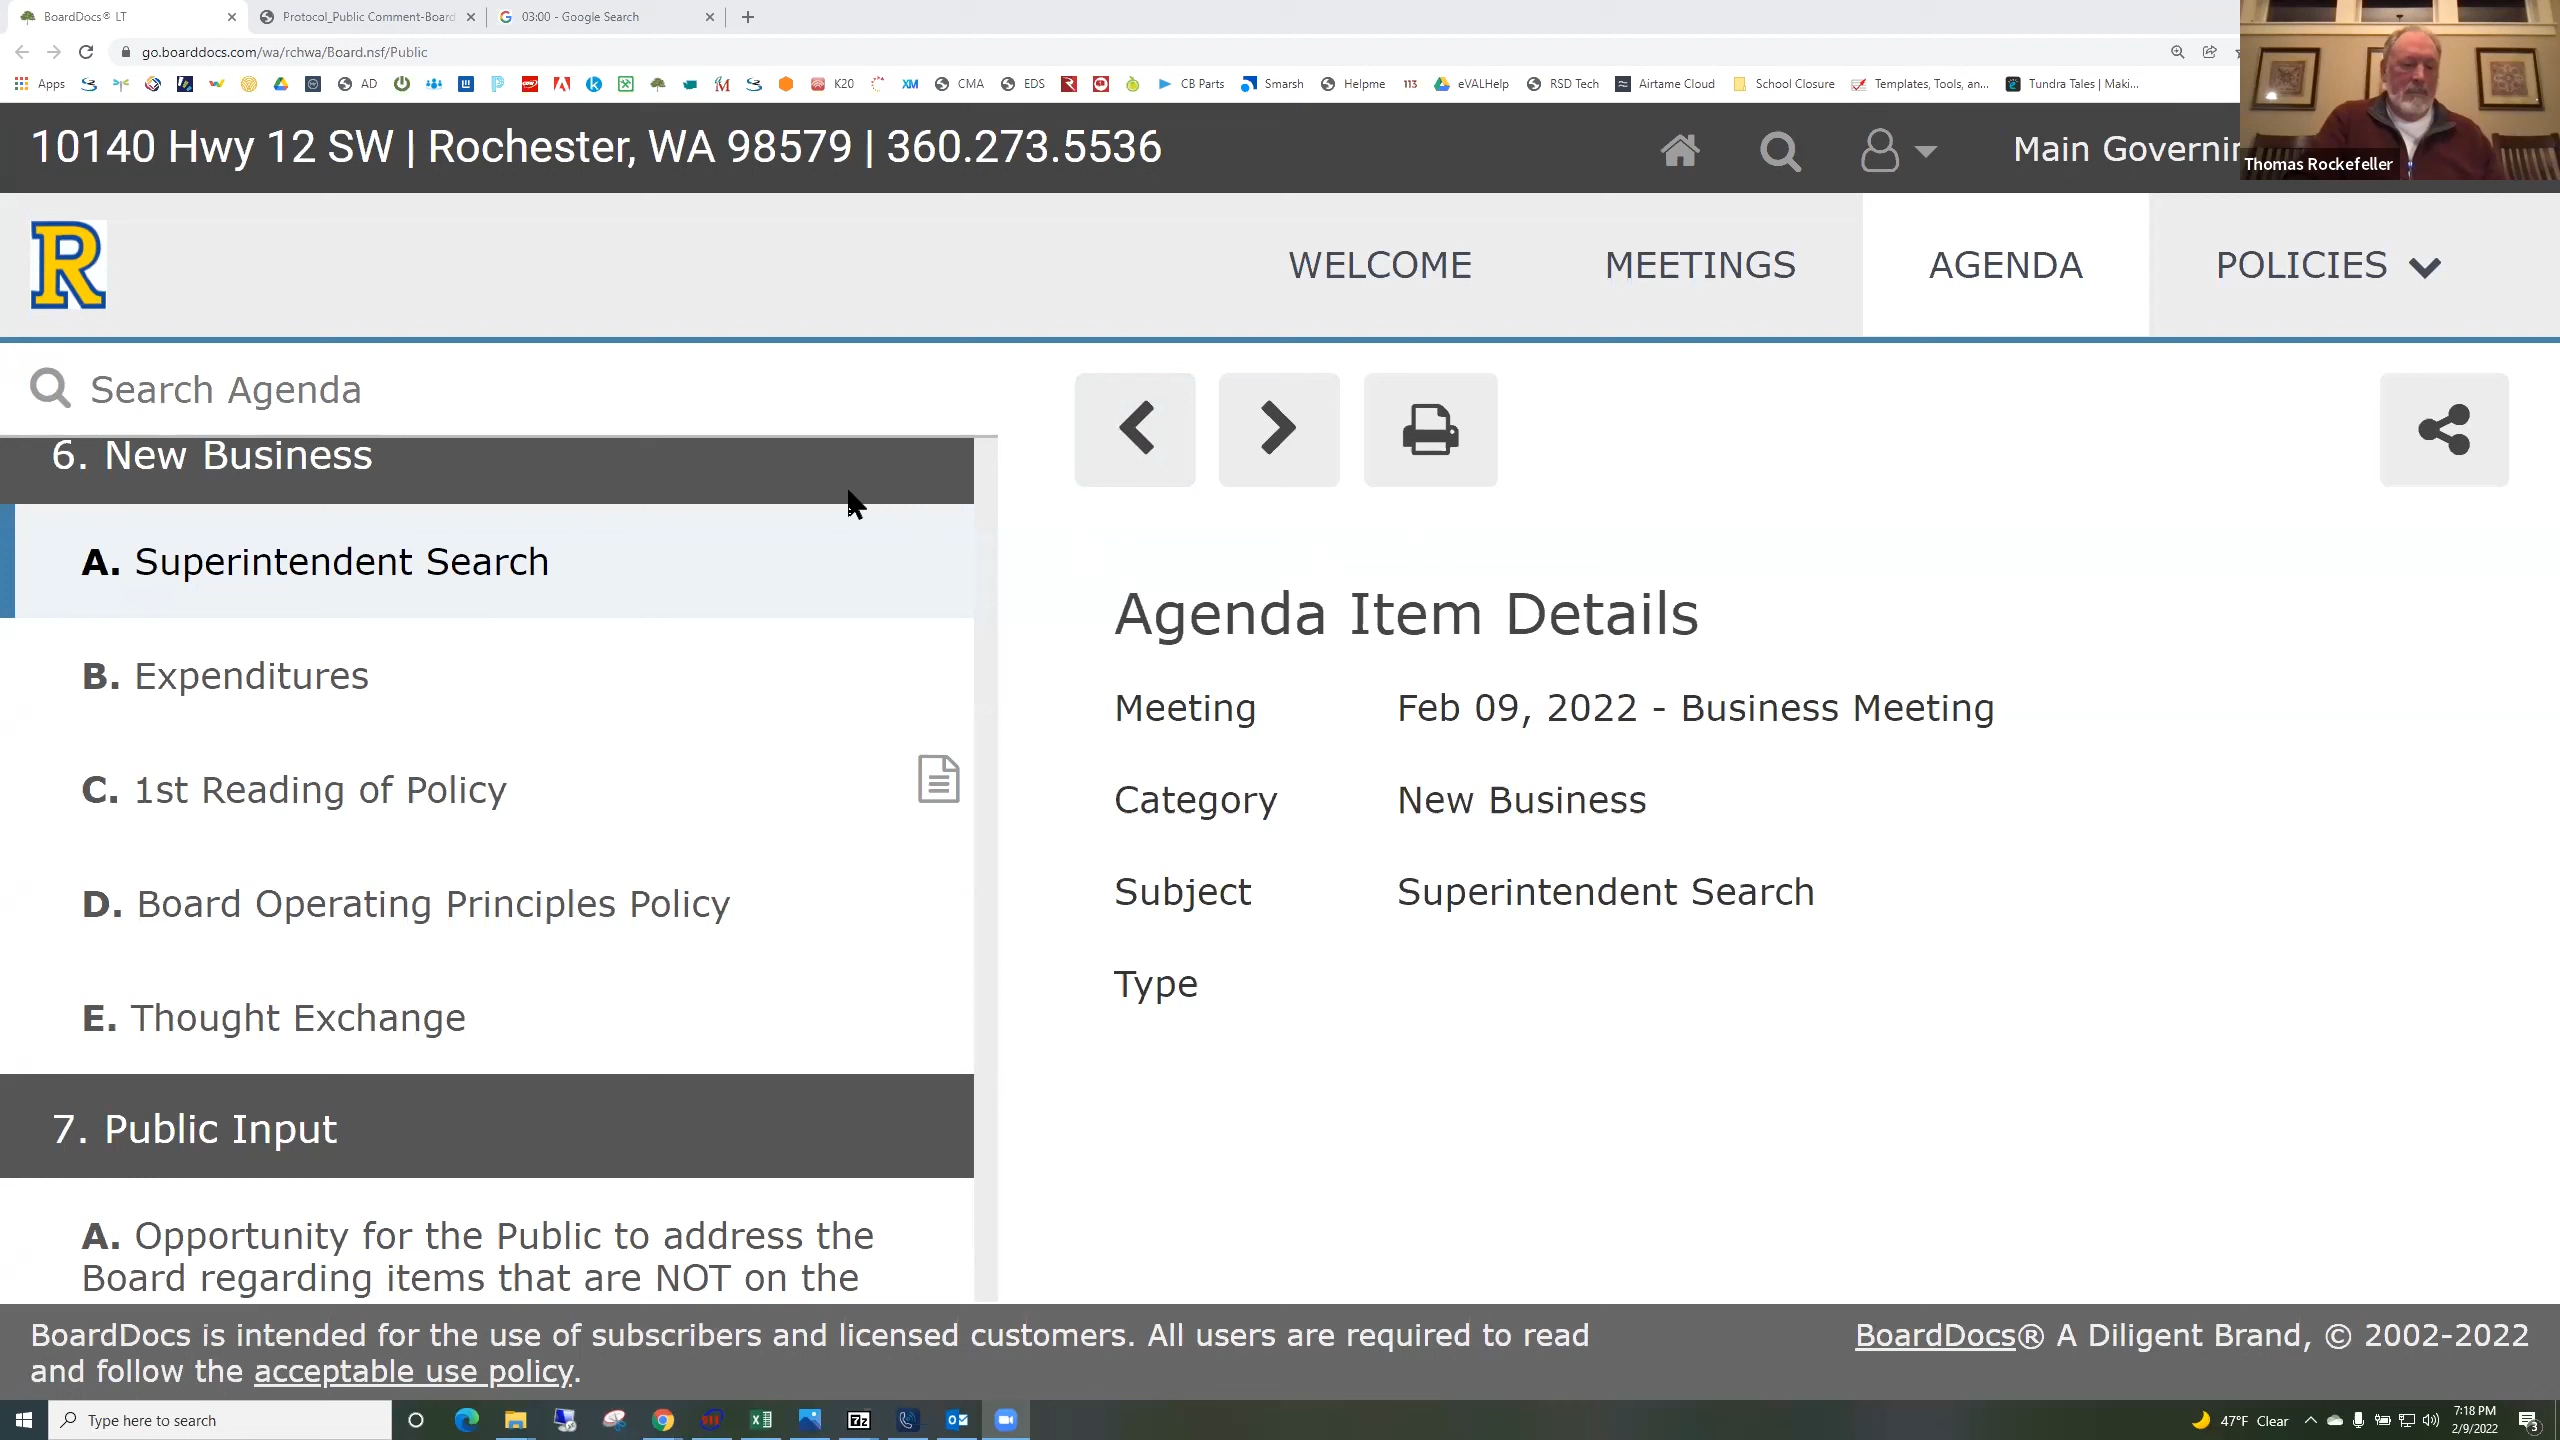 BoardDocs® LT
Protocol_Public Comment-Board
03:00 - Google Search
go.boarddocs.com/wa/rchwa/Board.nsf/Public
Apps AD K20 XM CMA EDS CB Parts Smarsh Helpme 113 eVALHelp RSD Tech Airtame Cloud School Closure Templates, Tools, an... Tundra Tales | Maki...
10140 Hwy 12 SW | Rochester, WA 98579 | 360.273.5536
Main Governin
Thomas Rockefeller
R
WELCOME MEETINGS AGENDA POLICIES
Search Agenda
6. New Business
A. Superintendent Search
B. Expenditures
C. 1st Reading of Policy
D. Board Operating Principles Policy
E. Thought Exchange
7. Public Input
A. Opportunity for the Public to address the
Board regarding items that are NOT on the
Agenda Item Details
Meeting Feb 09, 2022 - Business Meeting
Category New Business
Subject Superintendent Search
Type
BoardDocs is intended for the use of subscribers and licensed customers. All users are required to read
and follow the acceptable use policy.
BoardDocs® A Diligent Brand, © 2002-2022
Type here to search
47°F Clear
7:18 PM
2/9/2022
3